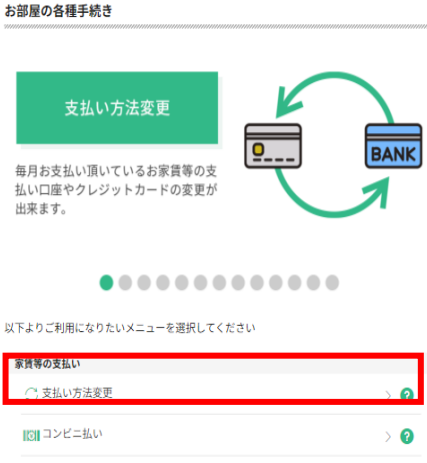 お部屋の各種手続き
支払い方法変更
BANK
毎月お支払い頂いているお家賃等の支
払い口座やクレジットカードの変更が
出来ます。
以下よりご利用になりたいメニューを選択してください
家賃等の支払い
支払い方法変更
?
コンビニ払い
?